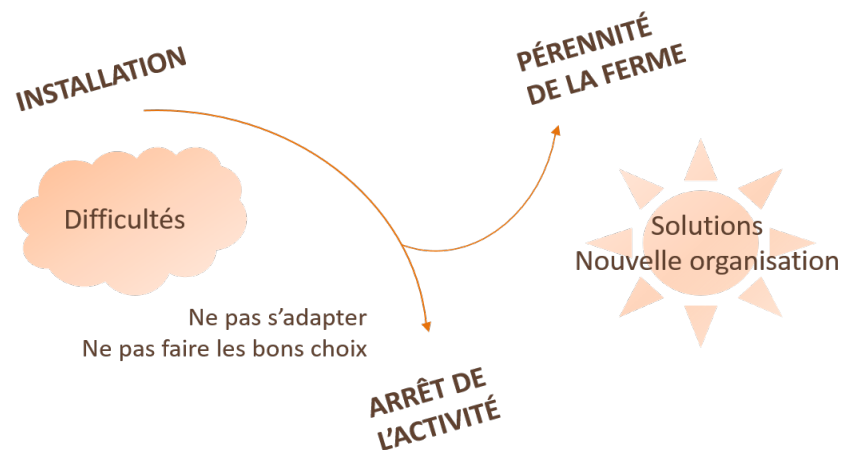 INSTALLATION
PÉRENNITÉ
DE LA FERME
Difficultés
Solutions
Nouvelle organisation
Ne pas s’adapter
Ne pas faire les bons choix
ARRÊT DE
L’ACTIVITÉ